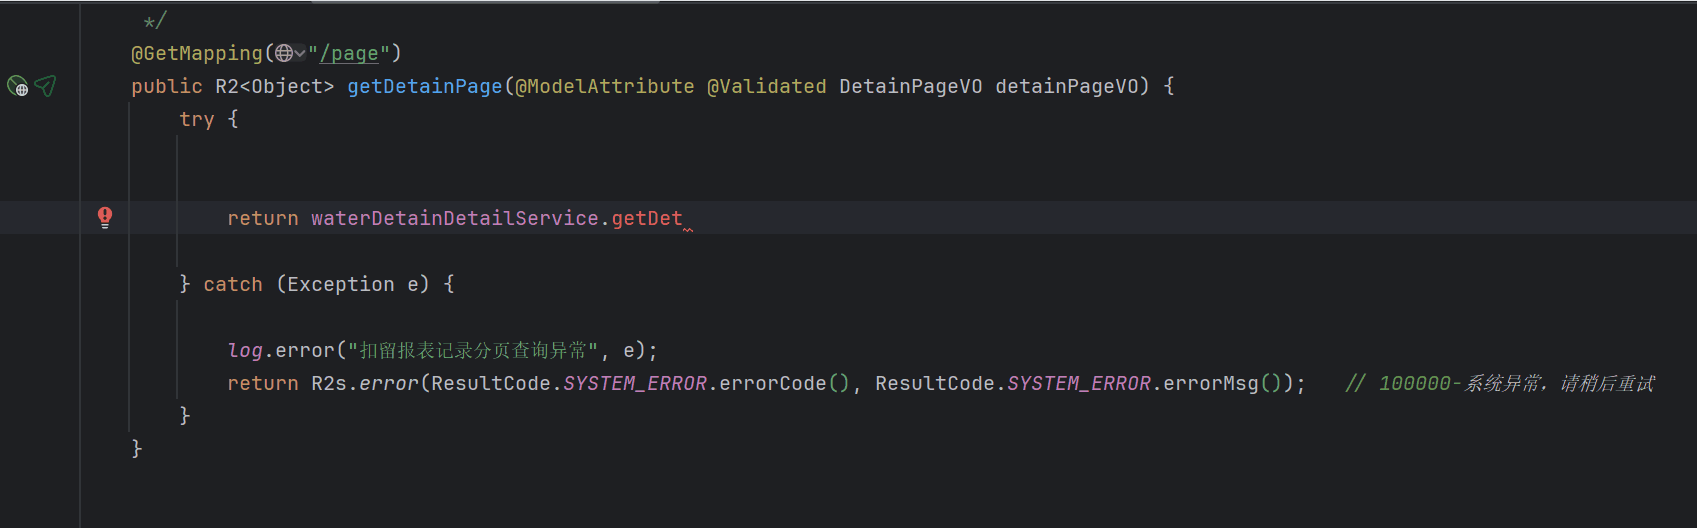 */
@GetMapping("/page")
public R2<Object> getDetainPage(@ModelAttribute @Validated DetainPageVO detainPageVO) {
try {
return waterDetainDetailService.getDet
} catch (Exception e) {
log.error("扣留报表记录分页查询异常", e);
return R2s.error(ResultCode.SYSTEM_ERROR.errorCode(), ResultCode.SYSTEM_ERROR.errorMsg()); // 100000-系统异常，请稍后重试
}
}